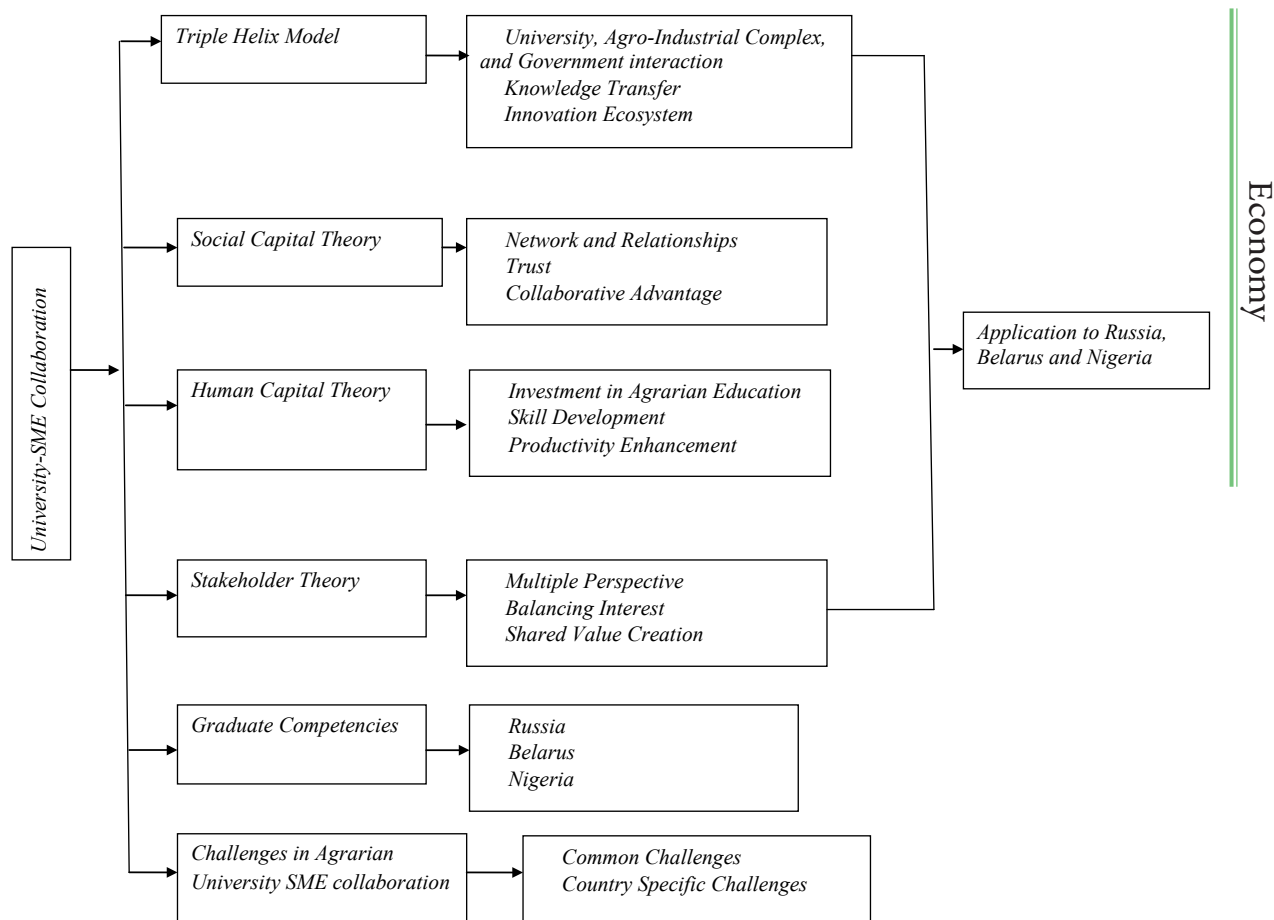 Triple Helix Model
University, Agro-Industrial Complex,
and Government interaction
Knowledge Transfer
Innovation Ecosystem
Social Capital Theory
Network and Relationships
Trust
Collaborative Advantage
University-SME Collaboration
Human Capital Theory
Investment in Agrarian Education
Skill Development
Productivity Enhancement
Stakeholder Theory
Multiple Perspective
Balancing Interest
Shared Value Creation
Graduate Competencies
Russia
Belarus
Nigeria
Challenges in Agrarian
University SME collaboration
Common Challenges
Country Specific Challenges
Application to Russia,
Belarus and Nigeria
Economy